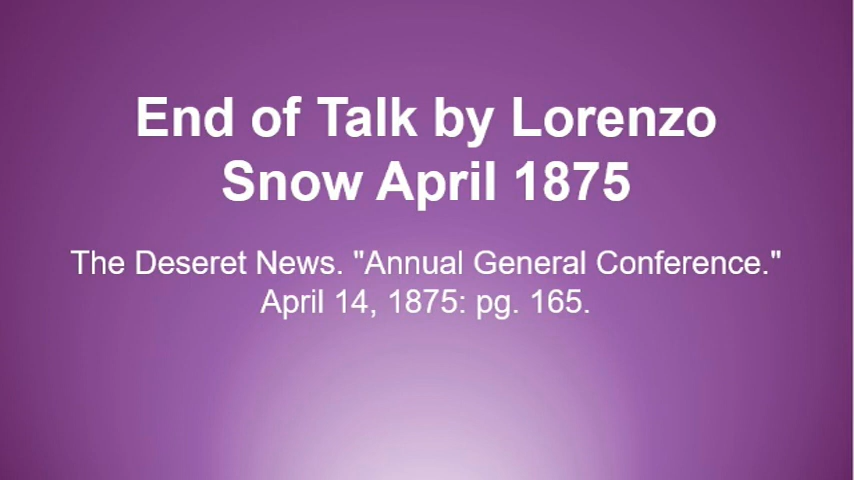 End of Talk by Lorenzo
Snow April 1875
The Deseret News. "Annual General Conference."
April 14, 1875: pg. 165.